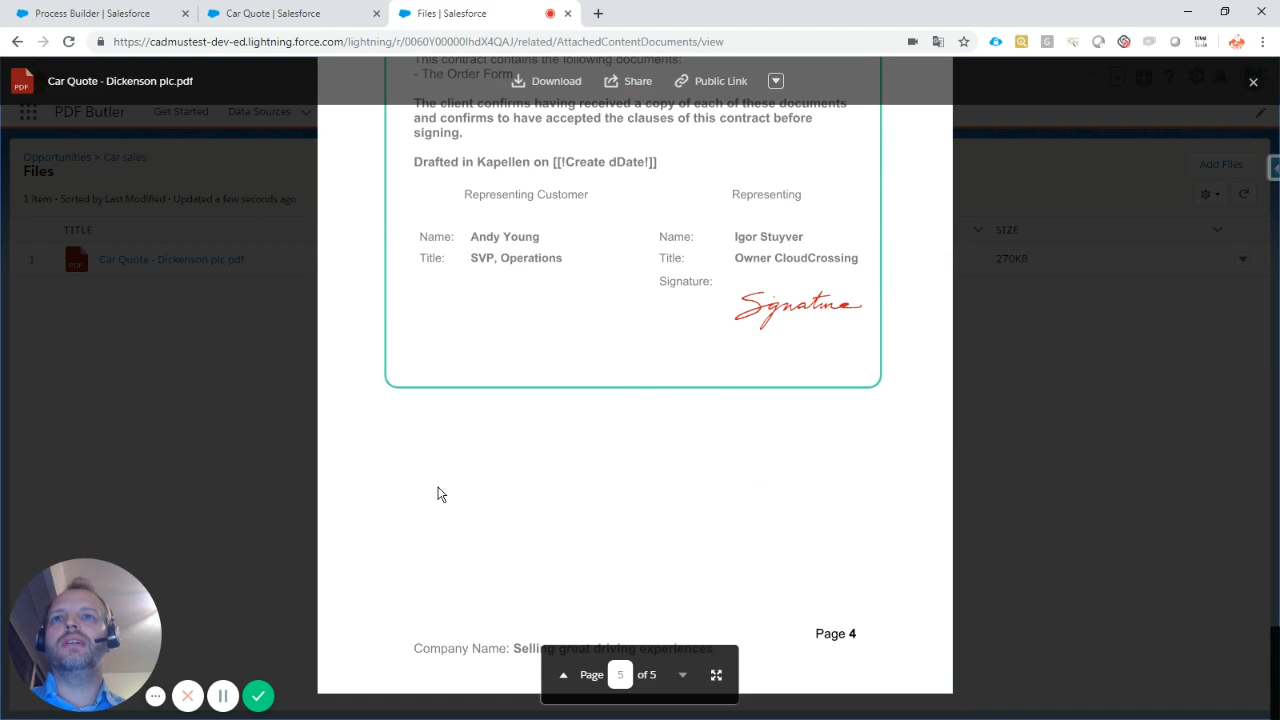 Process Builder | Salesforce
Car Quote | Salesforce
Files | Salesforce
https://cadmustest-dev-ed.lightning.force.com/lightning/r/0060Y00000lhdX4QAJ/related/AttachedContentDocuments/view
PDF
Car Quote - Dickenson plc.pdf
Download
Share
Public Link
PDF Butler
Get Started
Data Sources
Opportunities > Car sales
Files
Add Files
1 item • Sorted by Last Modified • Updated a few seconds ago
TITLE
SIZE
1
PDF
Car Quote - Dickenson plc.pdf
270KB
This contract contains the following documents:
- The Order Form
The client confirms having received a copy of each of these documents
and confirms to have accepted the clauses of this contract before
signing.
Drafted in Kapellen on [[!Create dDate!]]
Representing Customer
Representing
Name: Andy Young
Name: Igor Stuyver
Title: SVP, Operations
Title: Owner CloudCrossing
Signature:
Signature
Page 4
Company Name: Selling great driving experiences
Page 5 of 5